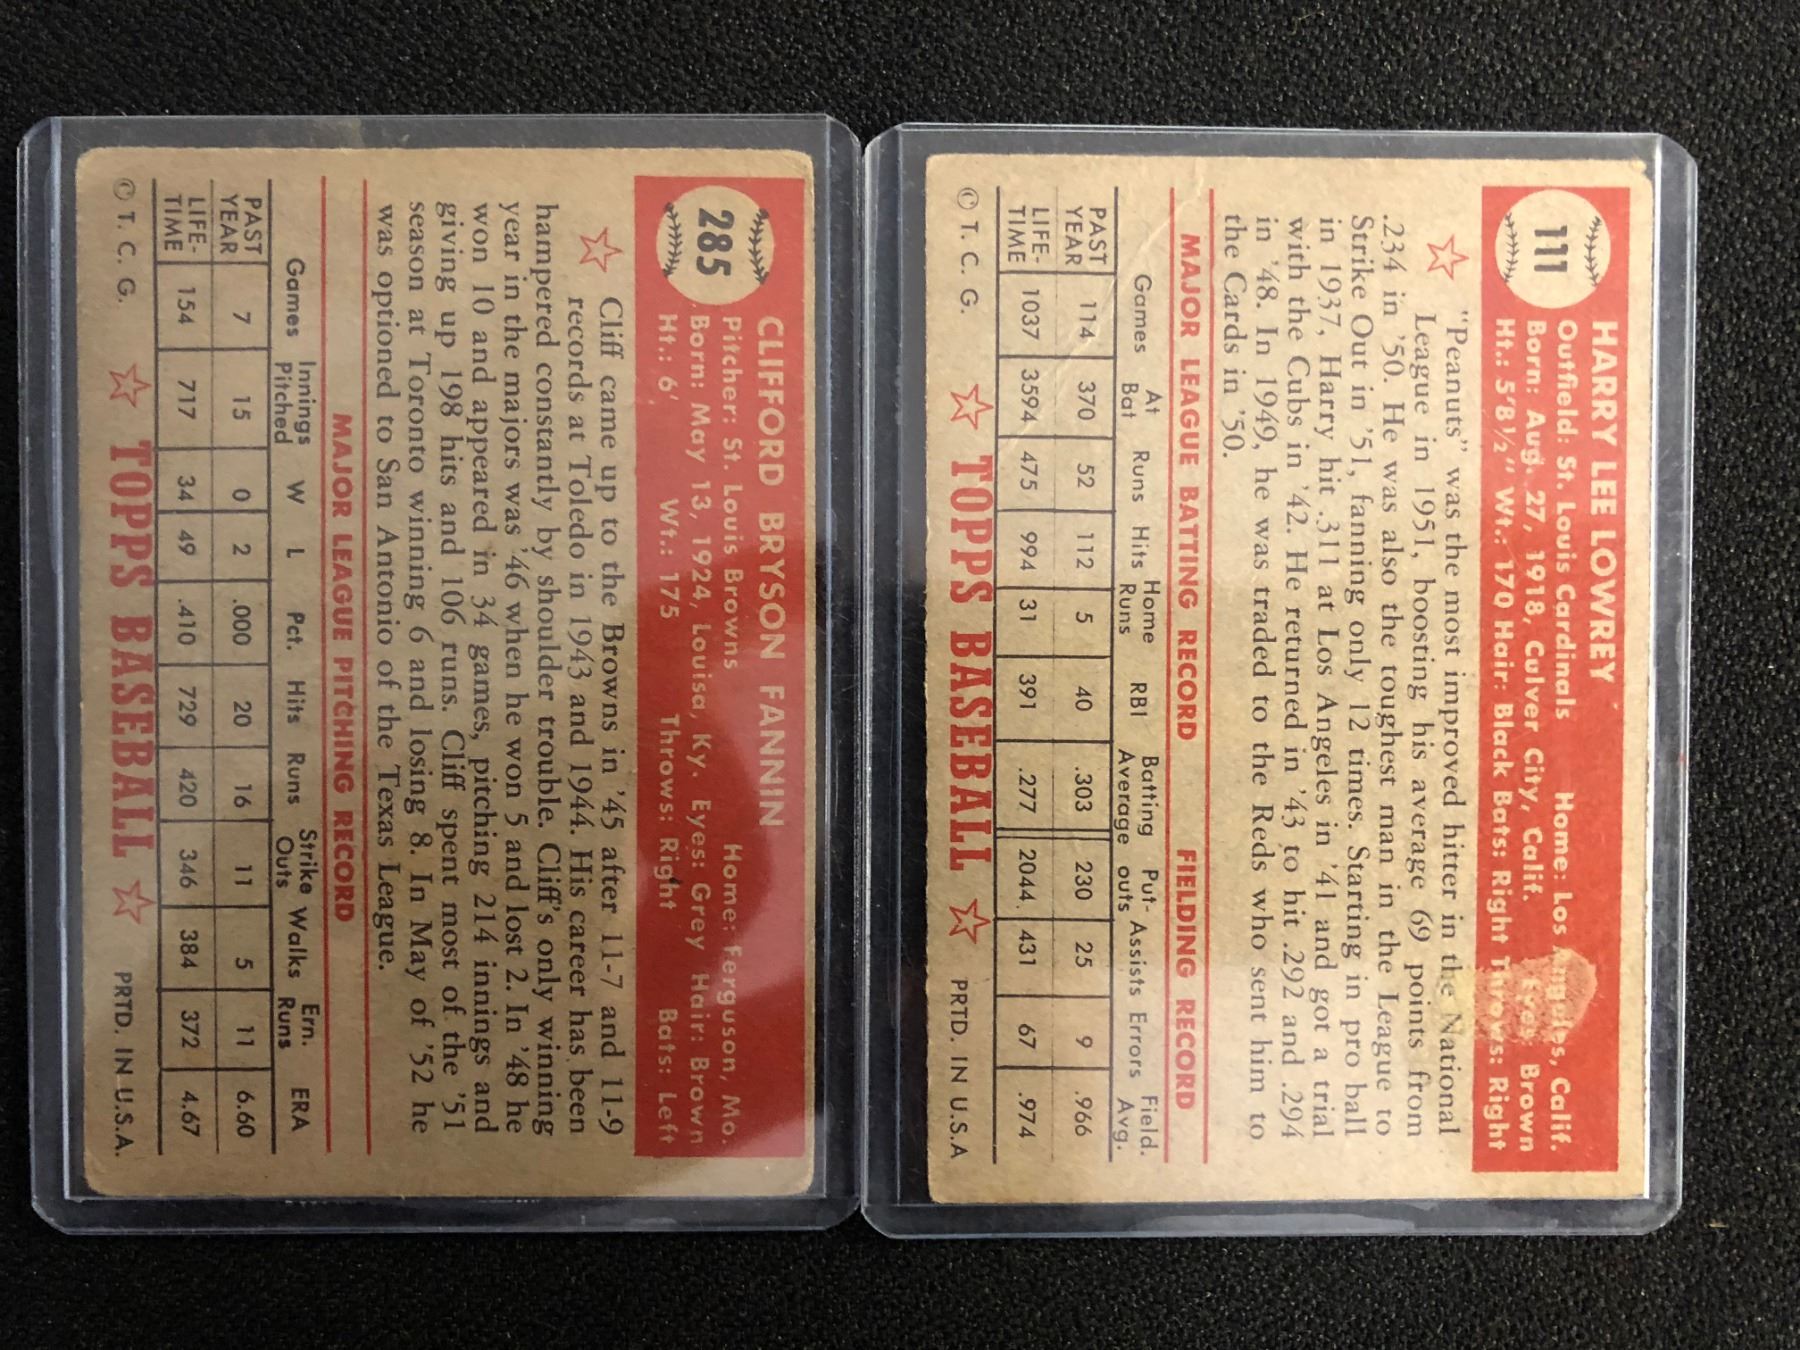 111
HARRY LEE LOWREY
Outfield: St. Louis Cardinals Home: Los Angeles, Calif.
Born: Aug. 27, 1918, Culver City, Calif. Eyes Brown
Ht.: 5'8½" Wt.: 170 Hair: Black Bats: Right Throws: Right
"Peanuts" was the most improved hitter in the National
League in 1951, boosting his average 69 points from
.234 in '50. He was also the toughest man in the League to
Strike Out in '51, fanning only 12 times. Starting in pro ball
in 1937, Harry hit .311 at Los Angeles in '41 and got a trial
with the Cubs in '42. He returned in '43 to hit .292 and .294
in '48. In 1949, he was traded to the Reds who sent him to
the Cards in '50.
MAJOR LEAGUE BATTING RECORD FIELDING RECORD
Games At Bat Runs Hits Home Runs RBI Batting Average Put-outs Assists Errors Field. Avg.
PAST YEAR 114 370 52 112 5 40 .303 230 25 9 .966
LIFE-TIME 1037 3594 475 994 31 391 .277 2044 431 67 .974
© T. C. G. TOPPS BASEBALL PRTD. IN U.S.A
285
CLIFFORD BRYSON FANNIN
Pitcher: St. Louis Browns Home: Ferguson, Mo.
Born: May 13, 1924, Louisa, Ky. Eyes: Grey Hair: Brown
Ht.: 6' Wt.: 175 Throws: Right Bats: Left
Cliff came up to the Browns in '45 after 11-7 and 11-9
records at Toledo in 1943 and 1944. His career has been
hampered constantly by shoulder trouble. Cliff's only winning
year in the majors was '46 when he won 5 and lost 2. In '48 he
won 10 and appeared in 34 games, pitching 214 innings and
giving up 198 hits and 106 runs. Cliff spent most of the '51
season at Toronto winning 6 and losing 8. In May of '52 he
was optioned to San Antonio of the Texas League.
MAJOR LEAGUE PITCHING RECORD
Games Innings Pitched W L Pct. Hits Runs Strike Outs Walks Ern. Runs ERA
PAST YEAR 7 15 0 2 .000 20 16 11 5 11 6.60
LIFE-TIME 154 717 34 49 .410 729 420 346 384 372 4.67
© T. C. G. TOPPS BASEBALL PRTD. IN U.S.A.